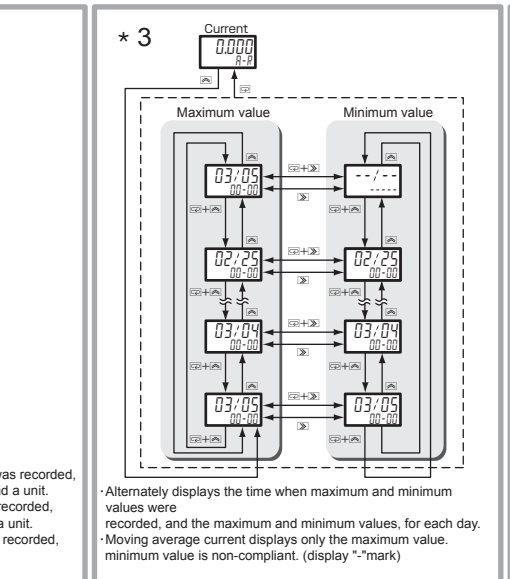 * 3
Current
0.000
A-R
Maximum value
Minimum value
03/05
00-00
--/--
-----
+
+
+
02/25
00-00
02/25
00-00
+
+
+
03/04
00-00
03/04
00-00
+
+
+
03/05
00-00
03/05
00-00
+
+
+
was recorded,
nd a unit.
recorded,
a unit.
recorded,
·Alternately displays the time when maximum and minimum
values were
recorded, and the maximum and minimum values, for each day.
·Moving average current displays only the maximum value.
minimum value is non-compliant. (display "-"mark)